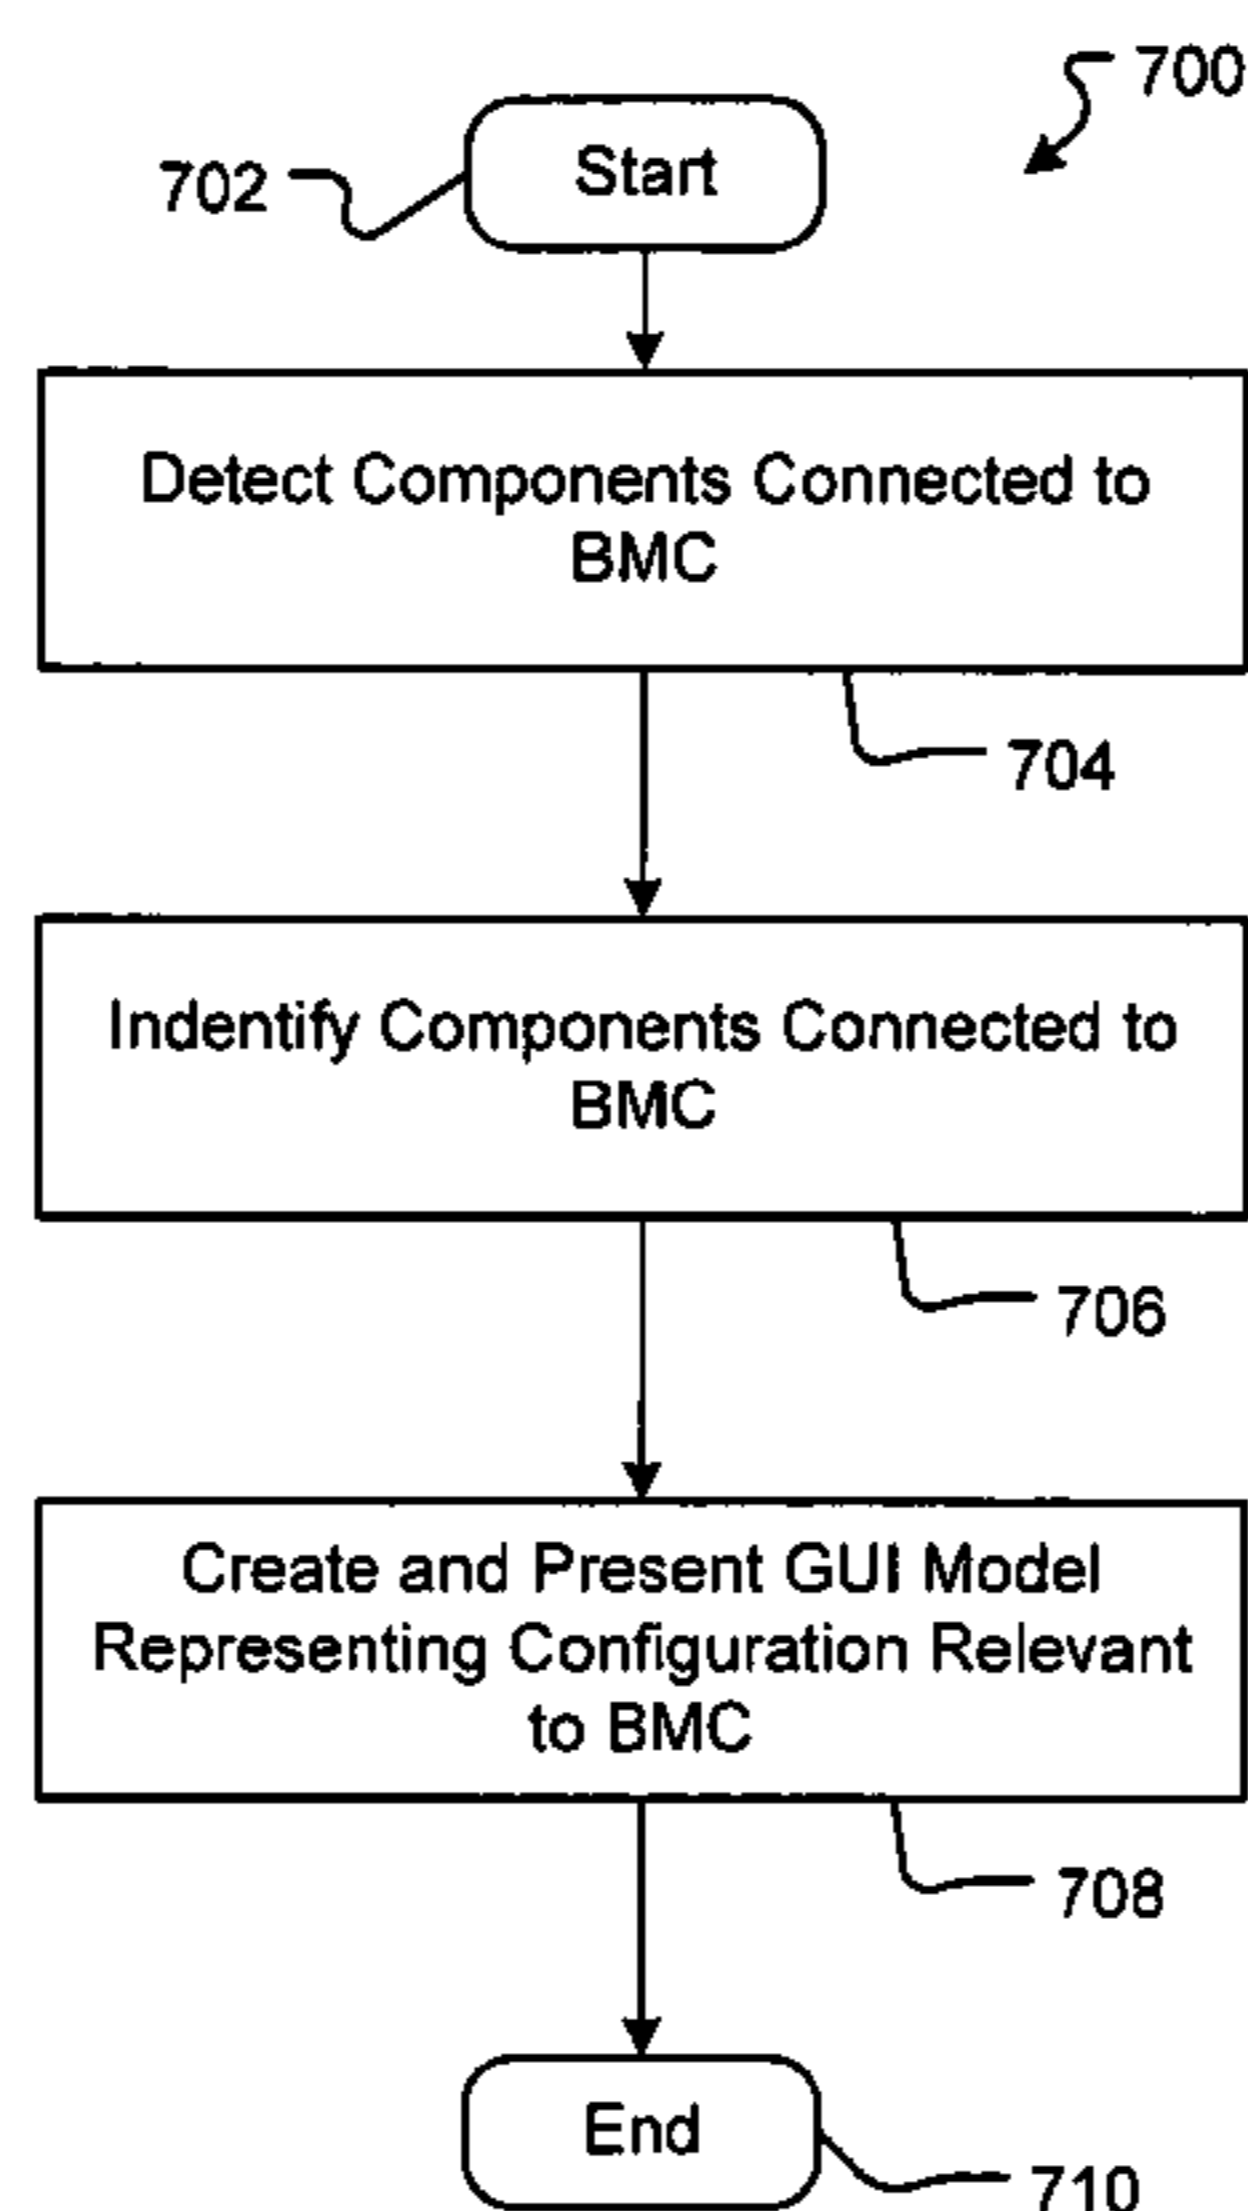 700
Start
702
Detect Components Connected to
BMC
704
Indentify Components Connected to
BMC
706
Create and Present GUI Model
Representing Configuration Relevant
to BMC
708
End
710